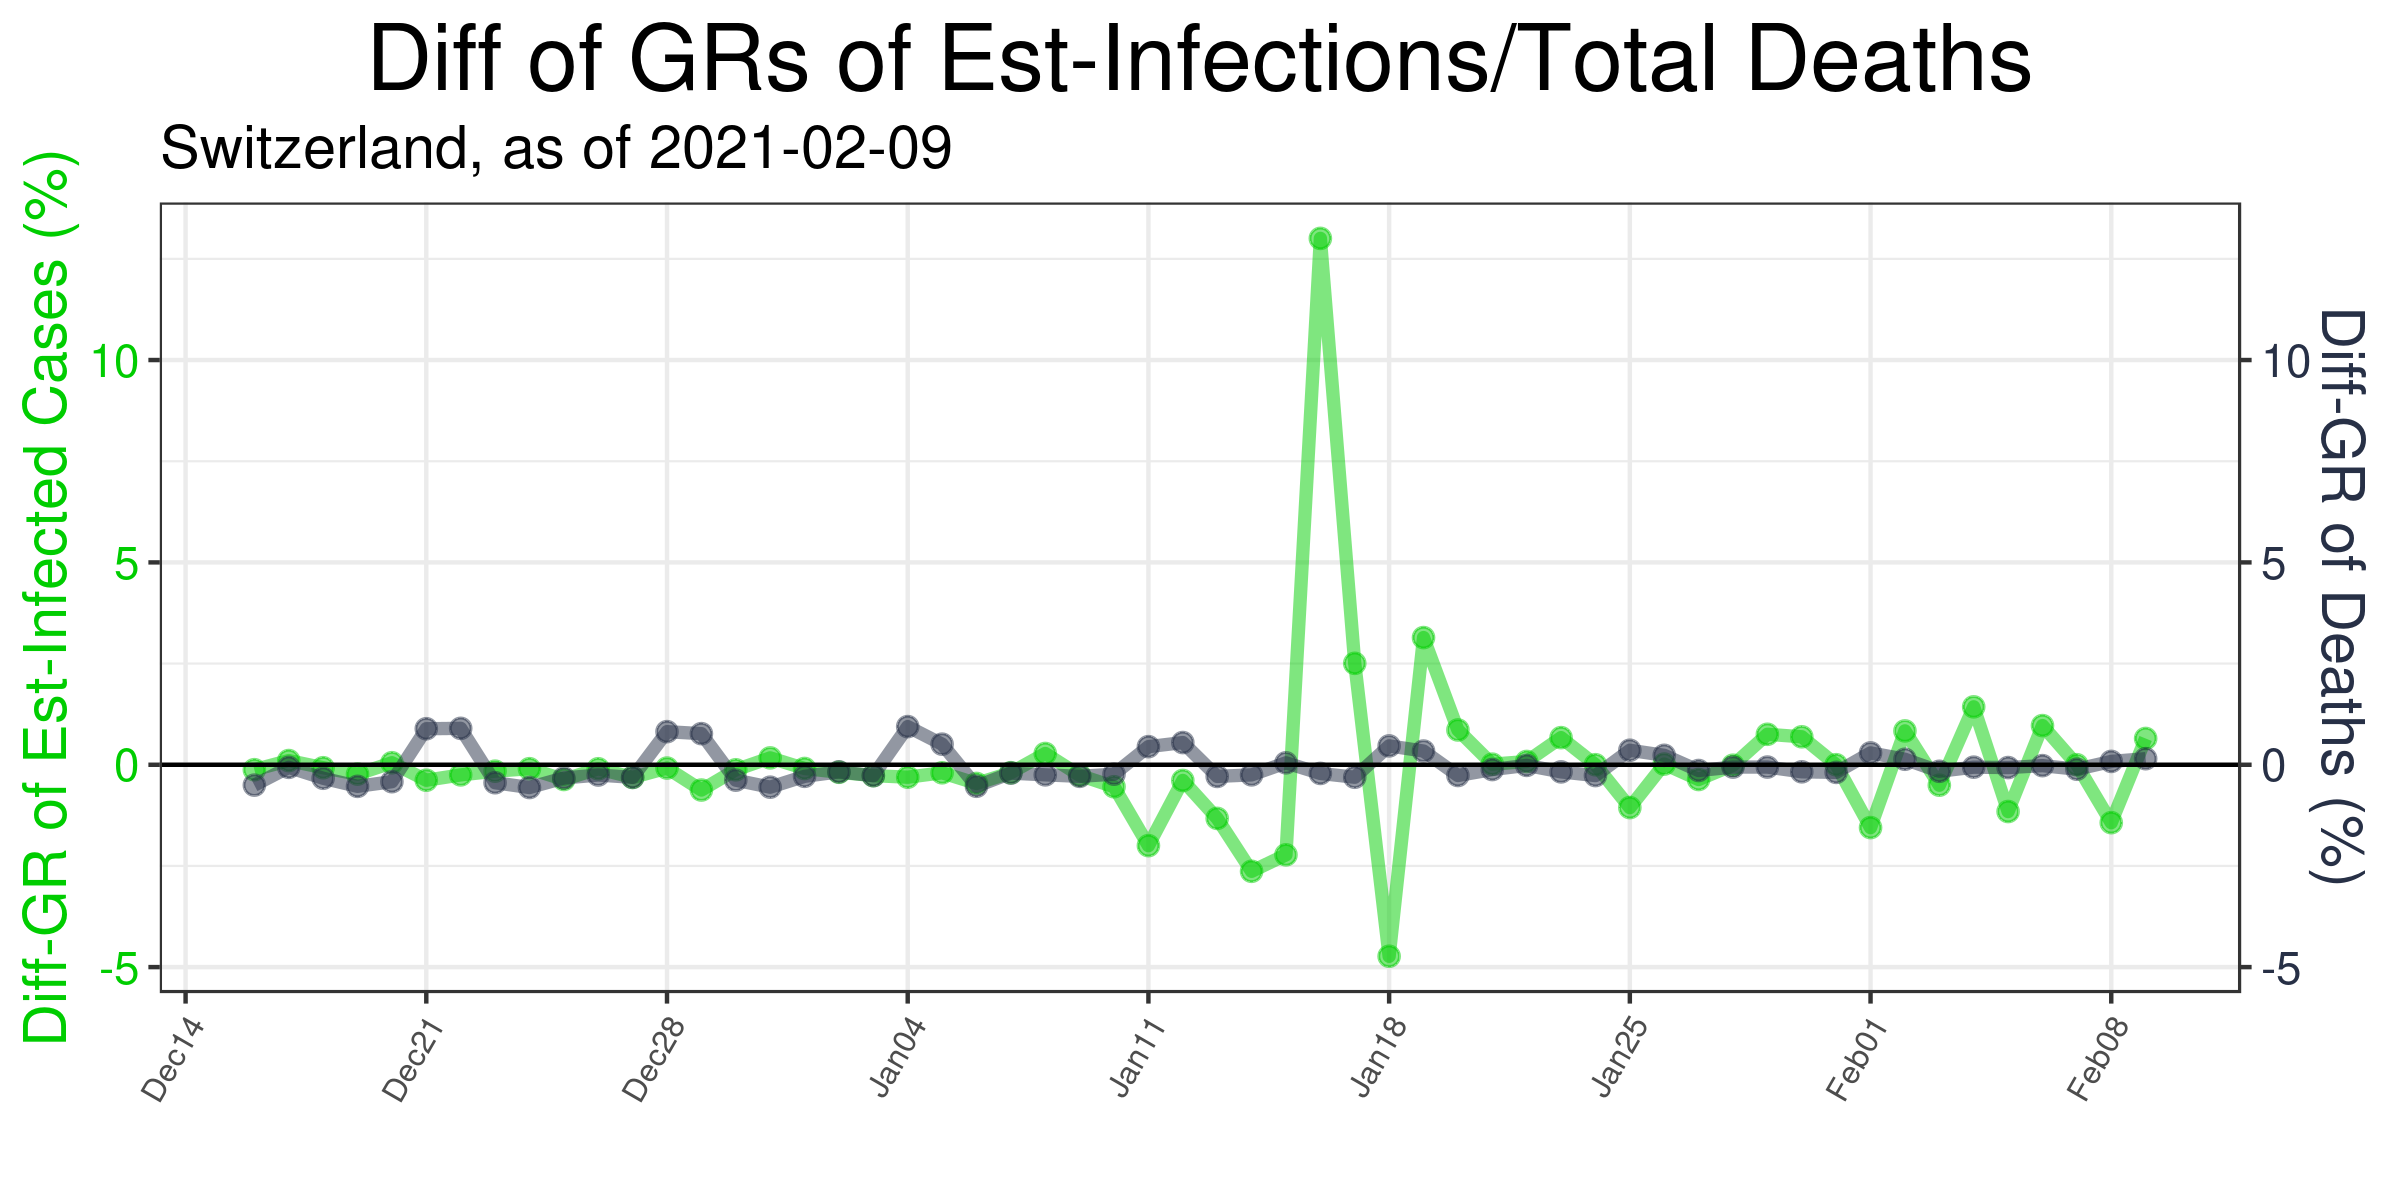 Diff of GRs of Est-Infections/Total Deaths
Switzerland, as of 2021-02-09
Diff-GR of Est-Infected Cases (%)
10
5
0
-5
10
5
0
-5
Diff-GR of Deaths (%)
Dec14
Dec21
Dec28
Jan04
Jan11
Jan18
Jan25
Feb01
Feb08